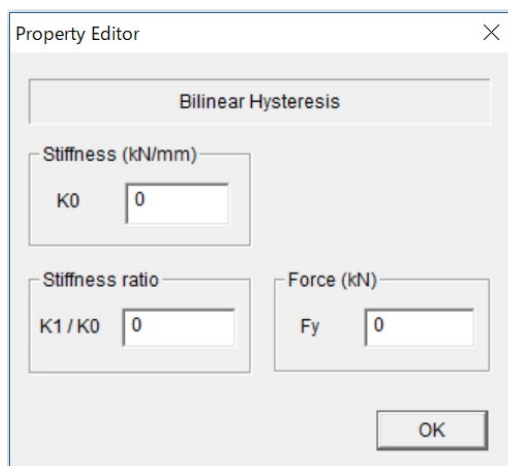 Property Editor
Bilinear Hysteresis
Stiffness (kN/mm)
K0 0
Stiffness ratio
K1 / K0 0
Force (kN)
Fy 0
OK